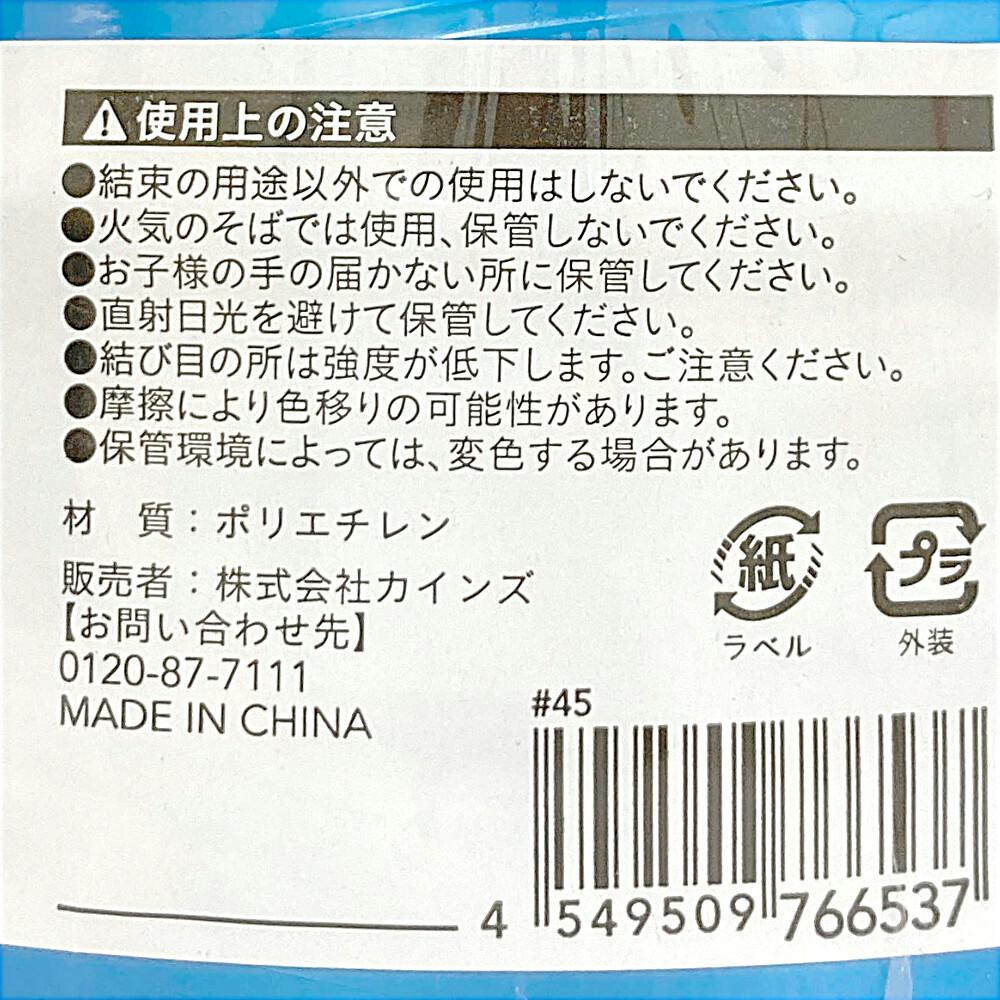 ⚠使用上の注意
●結束の用途以外での使用はしないでください。
●火気のそばでは使用、保管しないでください。
●お子様の手の届かない所に保管してください。
●直射日光を避けて保管してください。
●結び目の所は強度が低下します。ご注意ください。
●摩擦により色移りの可能性があります。
●保管環境によっては、変色する場合があります。
材 質：ポリエチレン
販売者：株式会社カインズ
【お問い合わせ先】
0120-87-7111
MADE IN CHINA
紙
ラベル
プラ
外装
#45
4 549509 766537